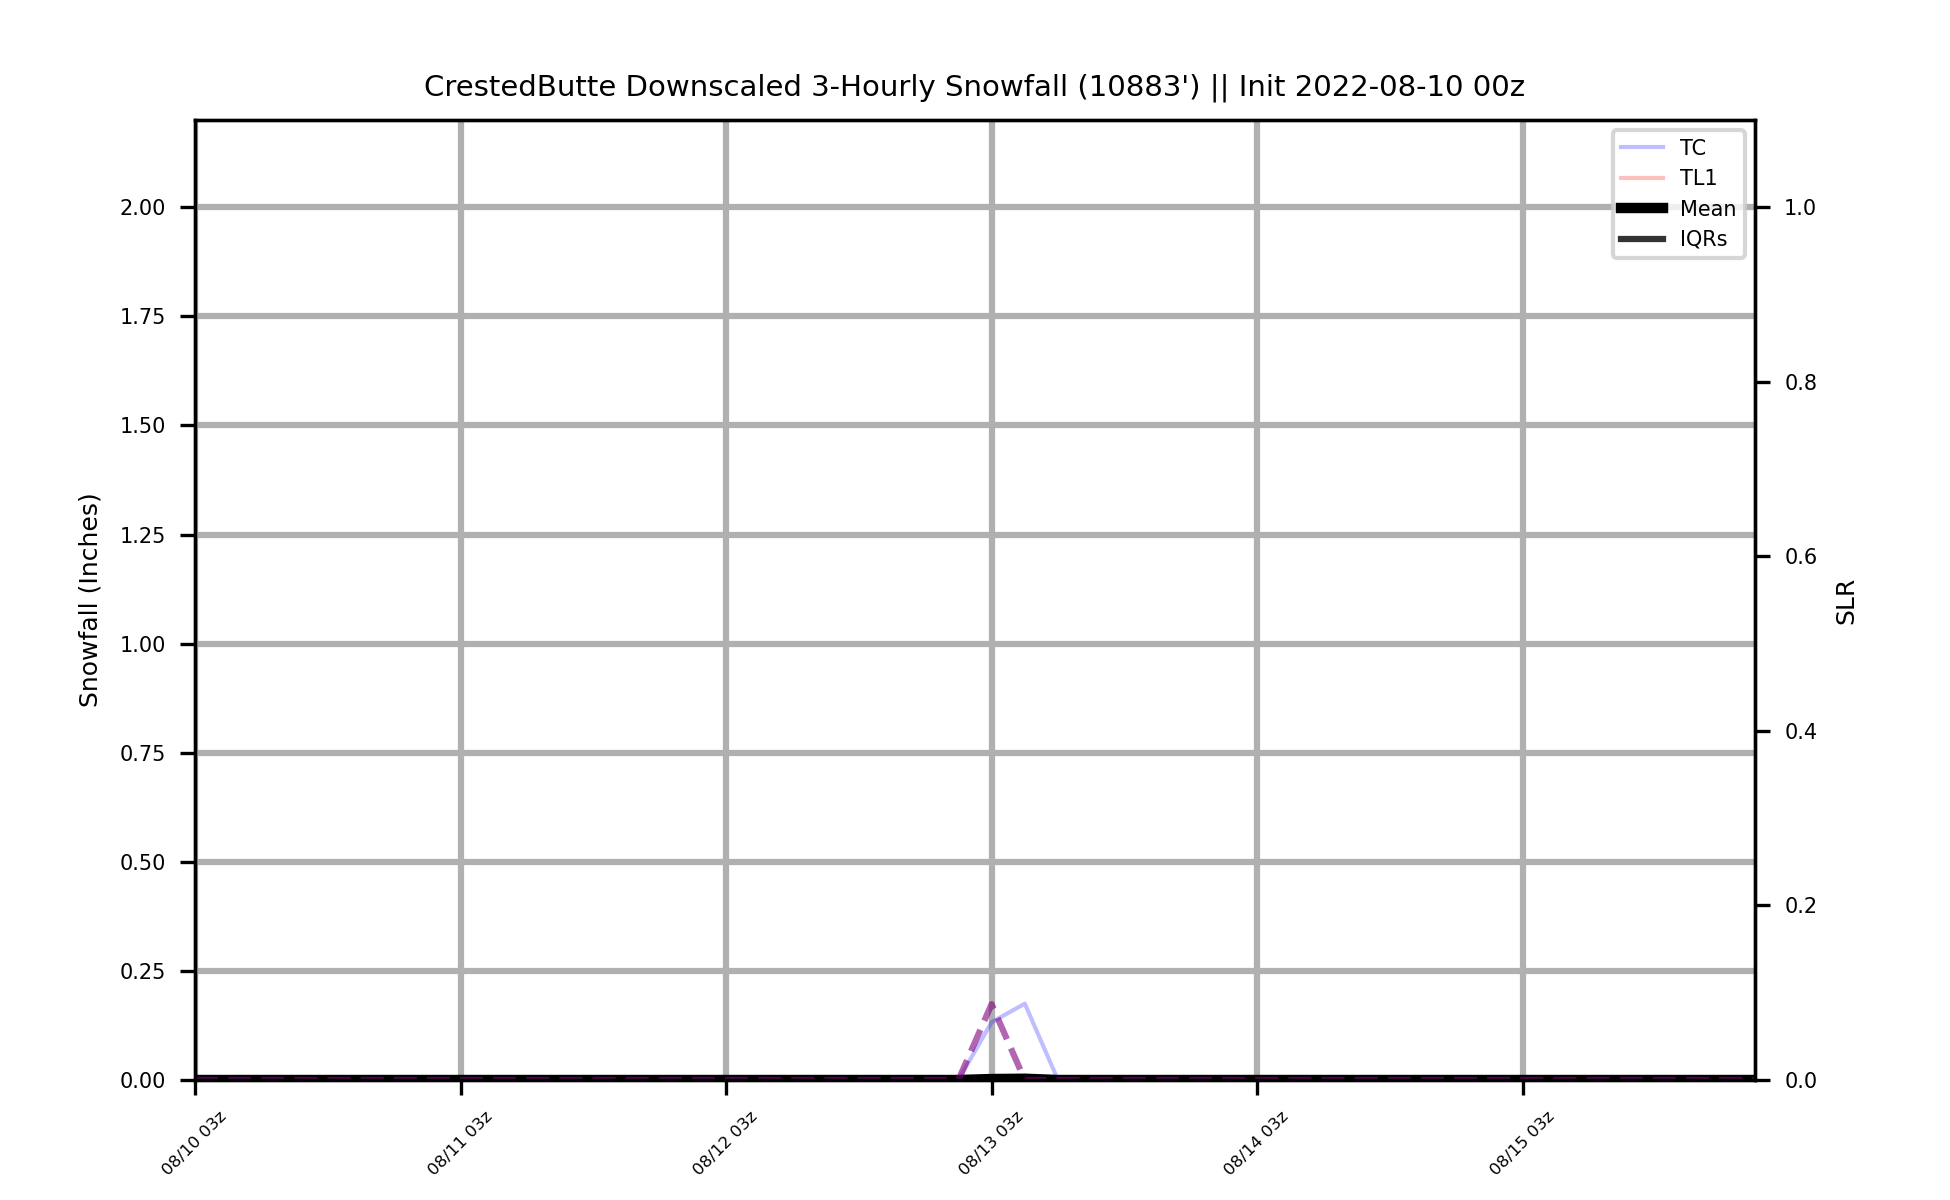 CrestedButte Downscaled 3-Hourly Snowfall (10883') || Init 2022-08-10 00z
TC
TL1
Mean
IQRs
2.00
1.75
1.50
1.25
1.00
0.75
0.50
0.25
0.00
Snowfall (Inches)
1.0
0.8
0.6
0.4
0.2
0.0
SLR
08/10 03z
08/11 03z
08/12 03z
08/13 03z
08/14 03z
08/15 03z